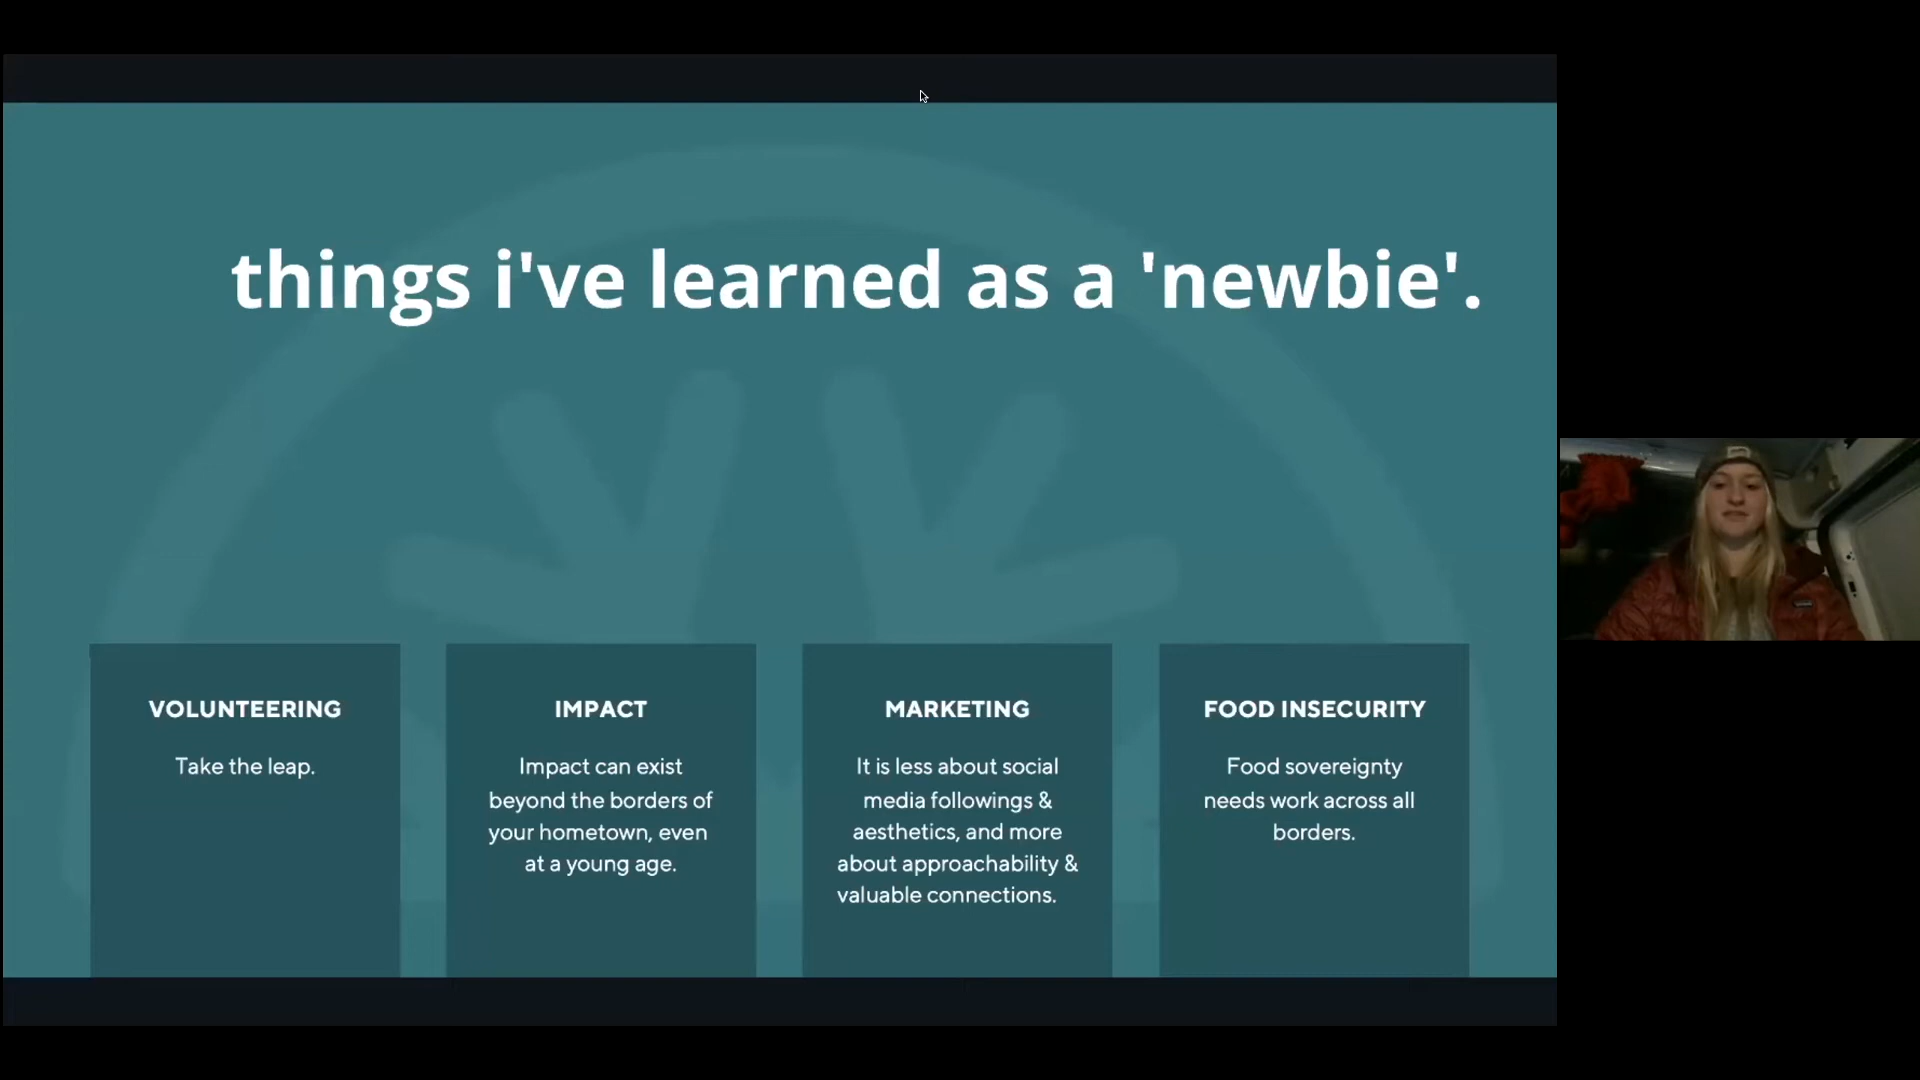 things i've learned as a 'newbie'.
VOLUNTEERING
Take the leap.
IMPACT
Impact can exist
beyond the borders of
your hometown, even
at a young age.
MARKETING
It is less about social
media followings &
aesthetics, and more
about approachability &
valuable connections.
FOOD INSECURITY
Food sovereignty
needs work across all
borders.